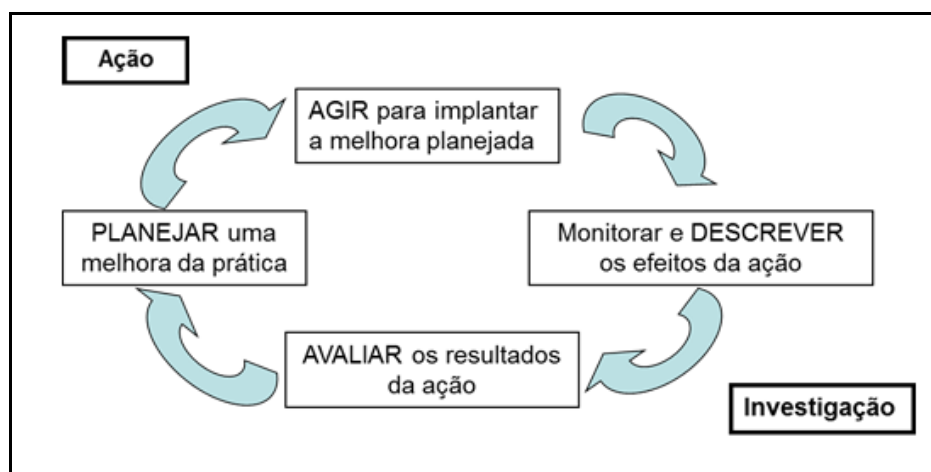 Ação
AGIR para implantar
a melhora planejada
PLANEJAR uma
melhora da prática
Monitorar e DESCREVER
os efeitos da ação
AVALIAR os resultados
da ação
Investigação